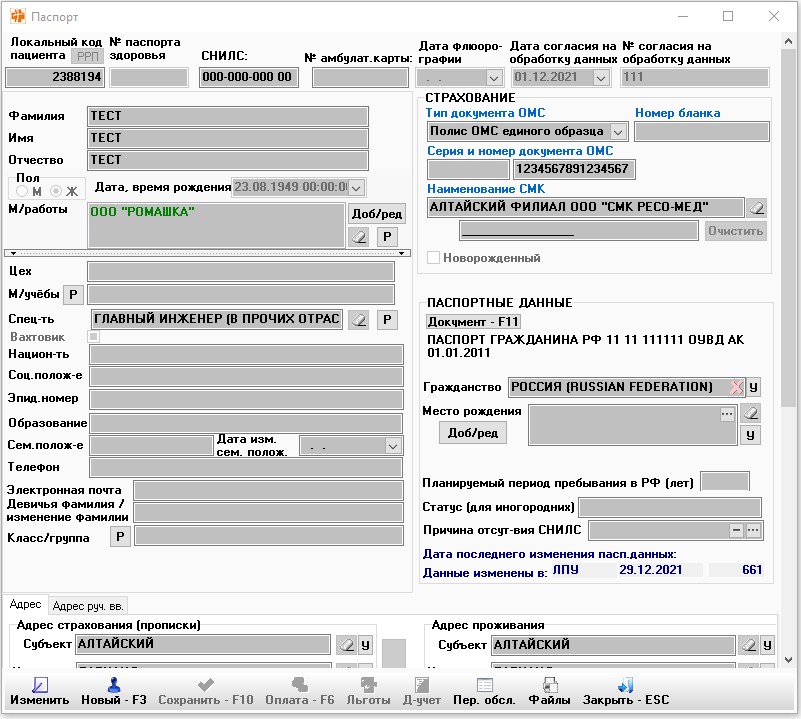 Паспорт
Локальный код пациента РРП
№ паспорта здоровья
СНИЛС:
№ амбулат.карты:
Дата флюоро-графии
Дата согласия на обработку данных
№ согласия на обработку данных
2388194
000-000-000 00
. .
01.12.2021
111
Фамилия ТЕСТ
Имя ТЕСТ
Отчество ТЕСТ
Пол
М Ж
Дата, время рождения 23.08.1949 00:00:0
М/работы ООО "РОМАШКА"
Доб/ред
Р
Цех
М/учёбы Р
Спец-ть ГЛАВНЫЙ ИНЖЕНЕР (В ПРОЧИХ ОТРАС Р
Вахтовик
Национ-ть
Соц.полож-е
Эпид.номер
Образование
Сем.полож-е
Дата изм. сем. полож. . .
Телефон
Электронная почта
Девичья фамилия / изменение фамилии
Класс/группа Р
СТРАХОВАНИЕ
Тип документа ОМС
Номер бланка
Полис ОМС единого образца
Серия и номер документа ОМС
1234567891234567
Наименование СМК
АЛТАЙСКИЙ ФИЛИАЛ ООО "СМК РЕСО-МЕД"
Очистить
Новорожденный
ПАСПОРТНЫЕ ДАННЫЕ
Документ - F11
ПАСПОРТ ГРАЖДАНИНА РФ 11 11 111111 ОУВД АК
01.01.2011
Гражданство РОССИЯ (RUSSIAN FEDERATION) У
Место рождения ...
Доб/ред
У
Планируемый период пребывания в РФ (лет)
Статус (для иногородних)
Причина отсут-вия СНИЛС ...
Дата последнего изменения пасп.данных:
Данные изменены в: ЛПУ 29.12.2021 661
Адрес Адрес руч. вв.
Адрес страхования (прописки)
Субъект АЛТАЙСКИЙ У
Адрес проживания
Субъект АЛТАЙСКИЙ У
Изменить Новый - F3 Сохранить - F10 Оплата - F6 Льготы Д-учет Пер. обсл. Файлы Закрыть - ESC